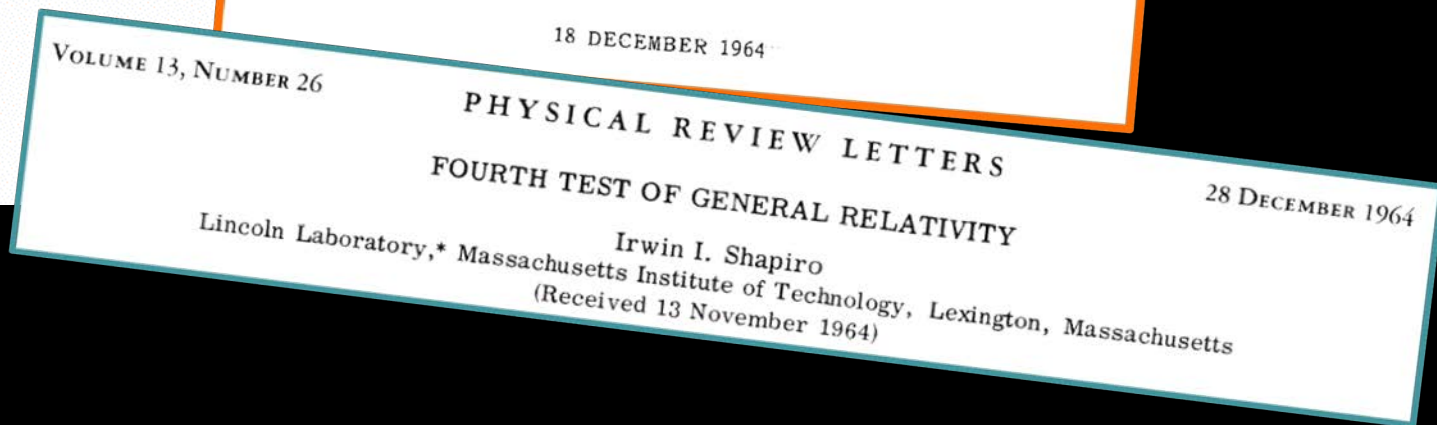 18 DECEMBER 1964
VOLUME 13, NUMBER 26
PHYSICAL REVIEW LETTERS
28 DECEMBER 1964
FOURTH TEST OF GENERAL RELATIVITY
Irwin I. Shapiro
Lincoln Laboratory,* Massachusetts Institute of Technology, Lexington, Massachusetts
(Received 13 November 1964)